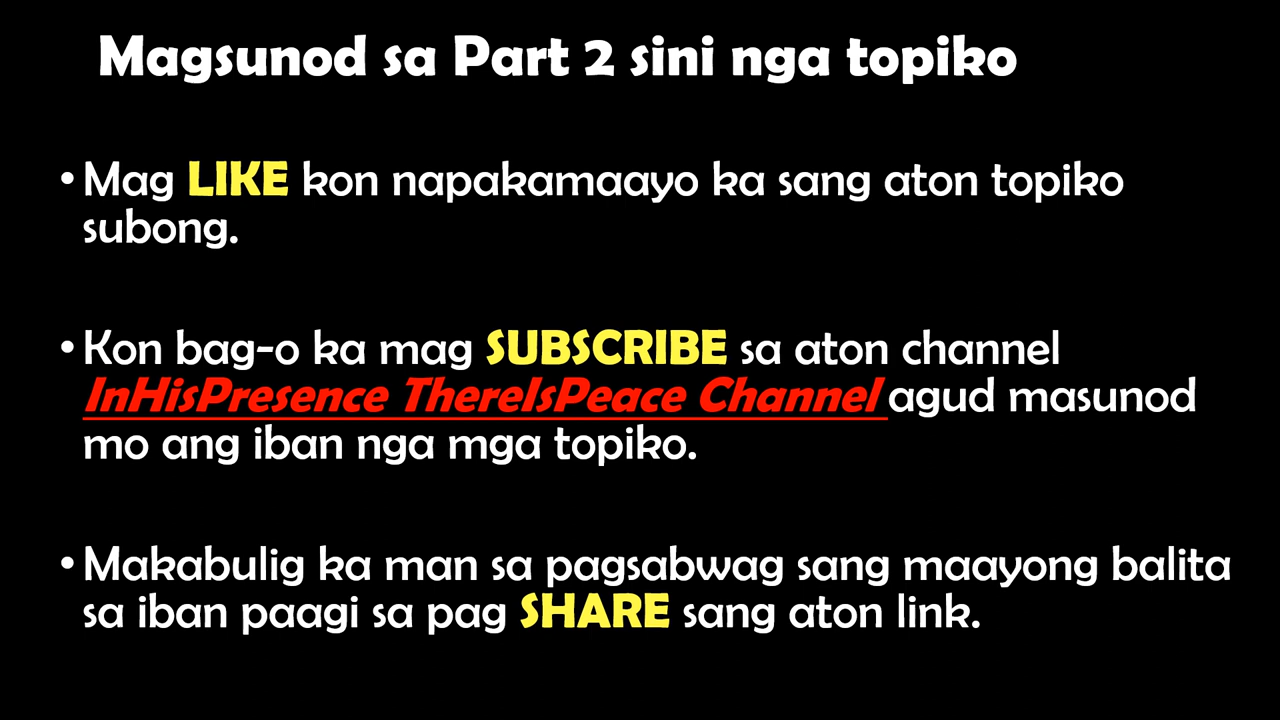 Magsunod sa Part 2 sini nga topiko
• Mag LIKE kon napakamaayo ka sang aton topiko
subong.
• Kon bag-o ka mag SUBSCRIBE sa aton channel
InHisPresence ThereIsPeace Channel agud masunod
mo ang iban nga mga topiko.
• Makabulig ka man sa pagsabwag sang maayong balita
sa iban paagi sa pag SHARE sang aton link.